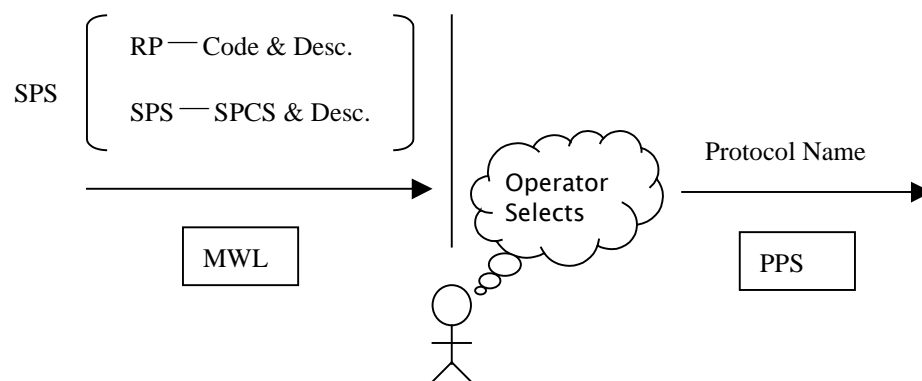 RP — Code & Desc.
SPS
SPS — SPCS & Desc.
Protocol Name
Operator
Selects
MWL
PPS